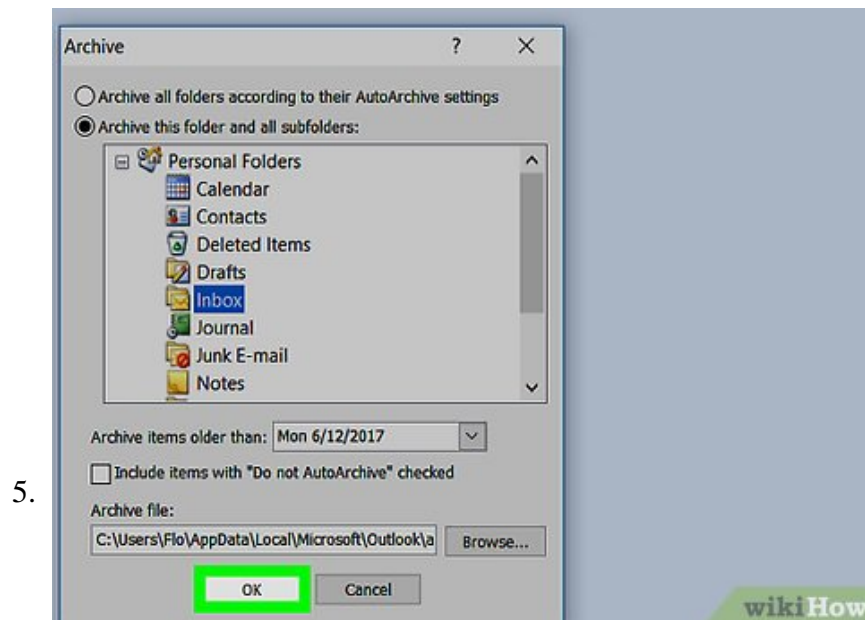 Archive ? ×
Archive all folders according to their AutoArchive settings
Archive this folder and all subfolders:
Personal Folders
Calendar
Contacts
Deleted Items
Drafts
Inbox
Journal
Junk E-mail
Notes
Archive items older than: Mon 6/12/2017
Include items with "Do not AutoArchive" checked
5.
Archive file:
C:\Users\Flo\AppData\Local\Microsoft\Outlook\a Browse...
OK Cancel
wikiHow